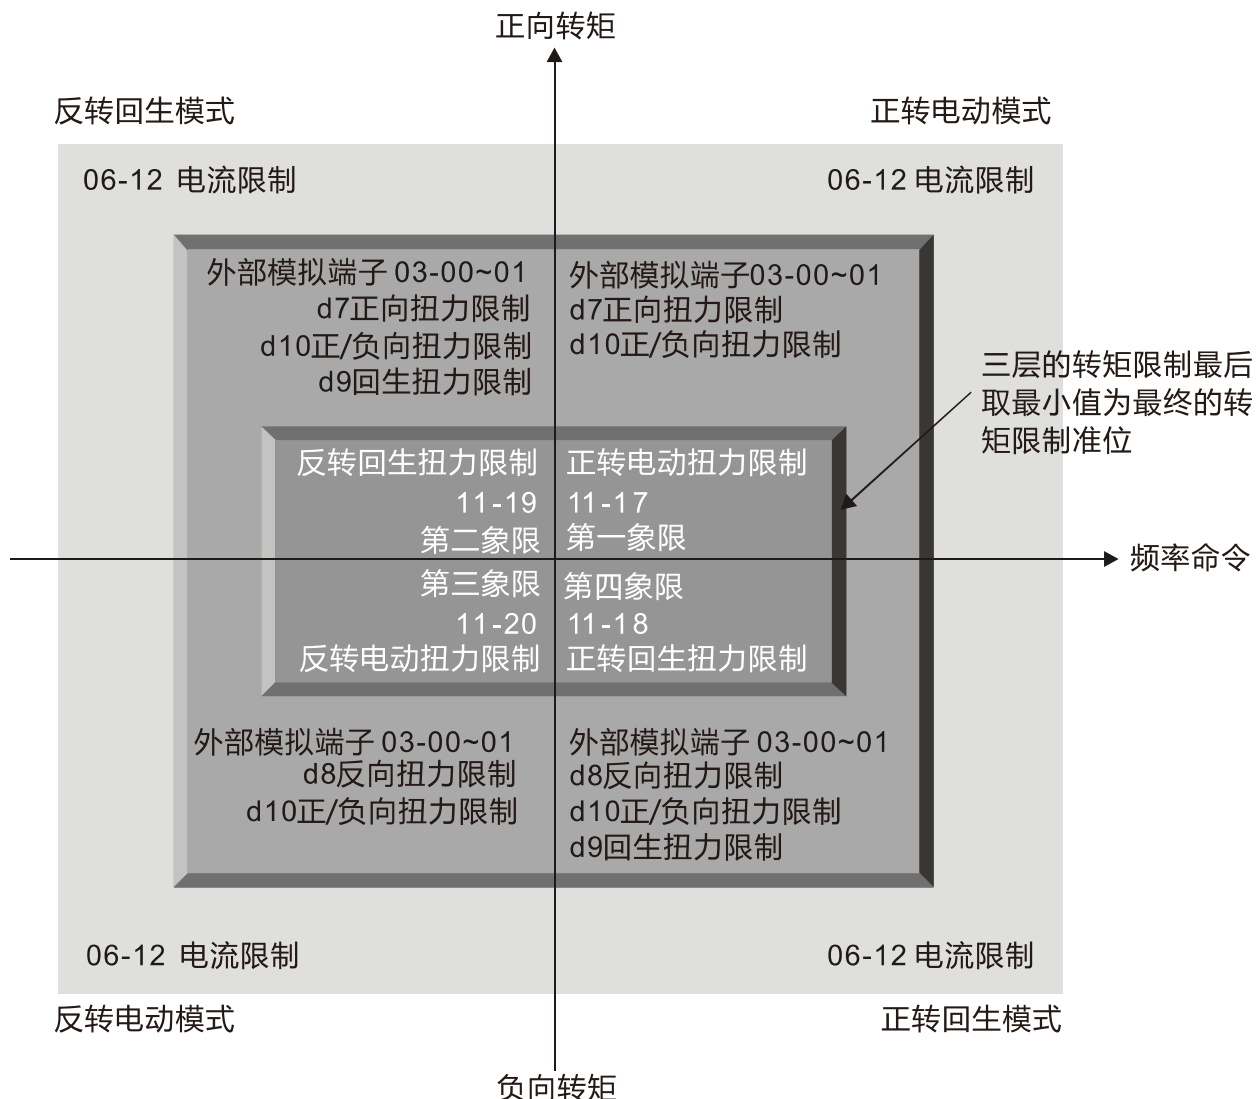 正向转矩
反转回生模式
正转电动模式
06-12 电流限制
06-12 电流限制
外部模拟端子 03-00~01
d7正向扭力限制
d10正/负向扭力限制
d9回生扭力限制
外部模拟端子03-00~01
d7正向扭力限制
d10正/负向扭力限制
三层的转矩限制最后
取最小值为最终的转
矩限制准位
反转回生扭力限制
11-19
第二象限
正转电动扭力限制
11-17
第一象限
频率命令
第三象限
11-20
反转电动扭力限制
第四象限
11-18
正转回生扭力限制
外部模拟端子 03-00~01
d8反向扭力限制
d10正/负向扭力限制
外部模拟端子 03-00~01
d8反向扭力限制
d10正/负向扭力限制
d9回生扭力限制
06-12 电流限制
06-12 电流限制
反转电动模式
正转回生模式
负向转矩